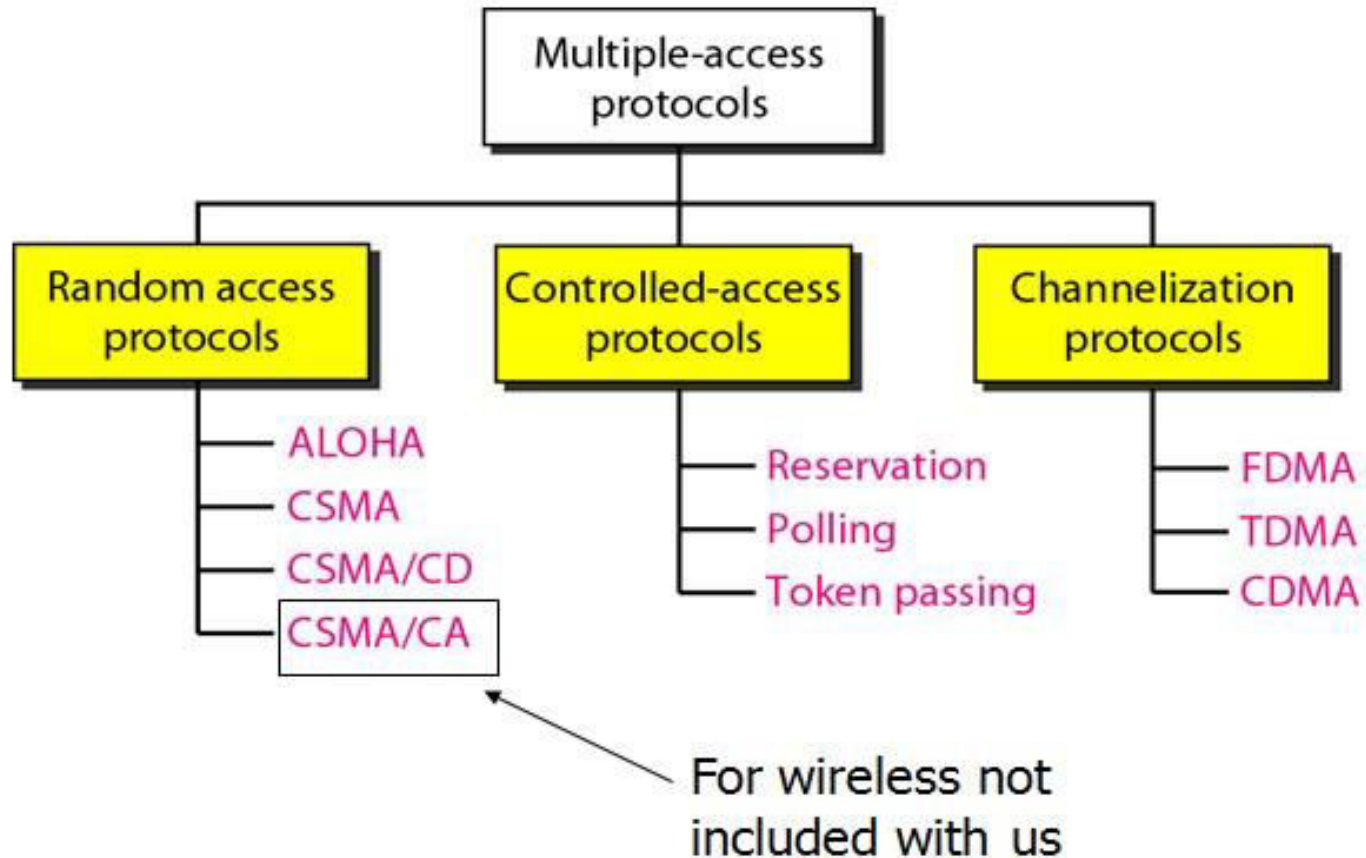 Multiple-access
protocols
Random access
protocols
Controlled-access
protocols
Channelization
protocols
ALOHA
CSMA
CSMA/CD
CSMA/CA
Reservation
Polling
Token passing
FDMA
TDMA
CDMA
For wireless not
included with us